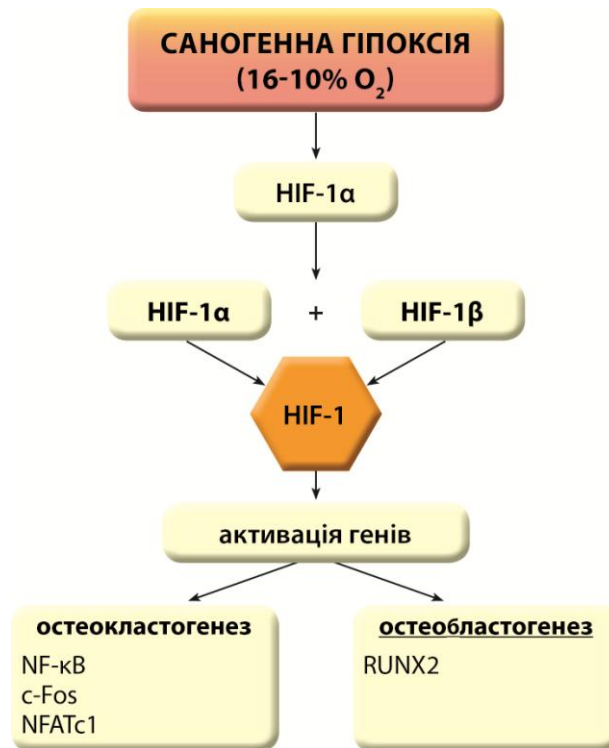 САНОГЕННА ГІПОКСІЯ
(16-10% O₂)
HIF-1α
HIF-1α + HIF-1β
HIF-1
активація генів
остеокластогенез
NF-κB
c-Fos
NFATc1
остеобластогенез
RUNX2